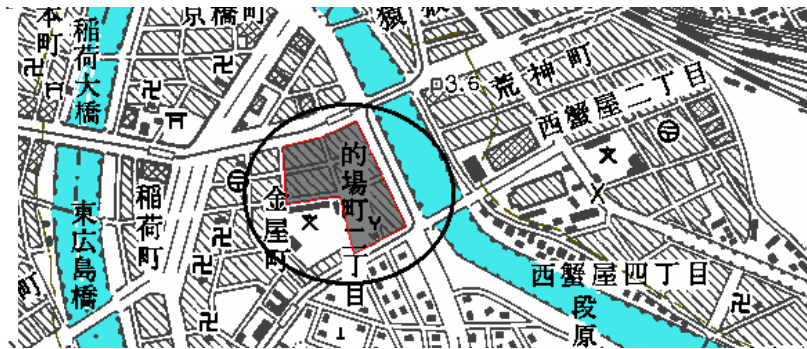 本町
稲荷大橋
京橋町
猿猴
3.6
荒神町
西蟹屋二丁目
的場町二丁目
金屋町
稲荷町
東広島橋
町
西蟹屋四丁目
段原